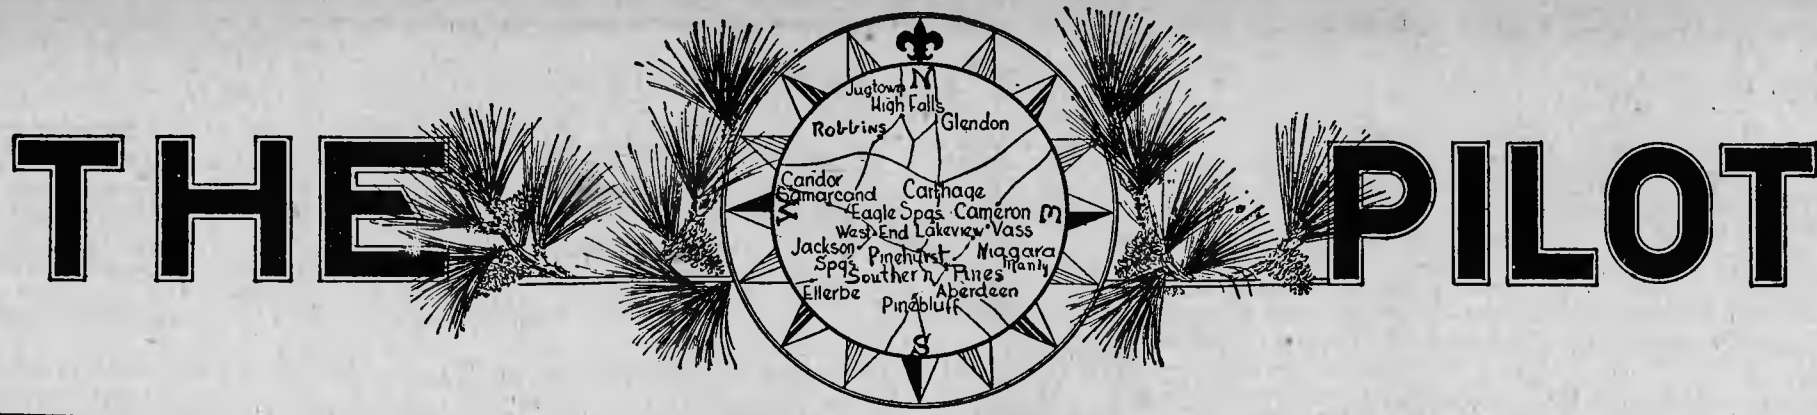 THE PILOT
N
Jugtown
High Falls
Robbins Glendon
Candor
Samarcand Carthage
W Eagle Spgs. Cameron E
West End Lakeview Vass
Jackson Spgs Pinehurst Niagara
Southern Pines Manly
Ellerbe Aberdeen
Pinebluff
S